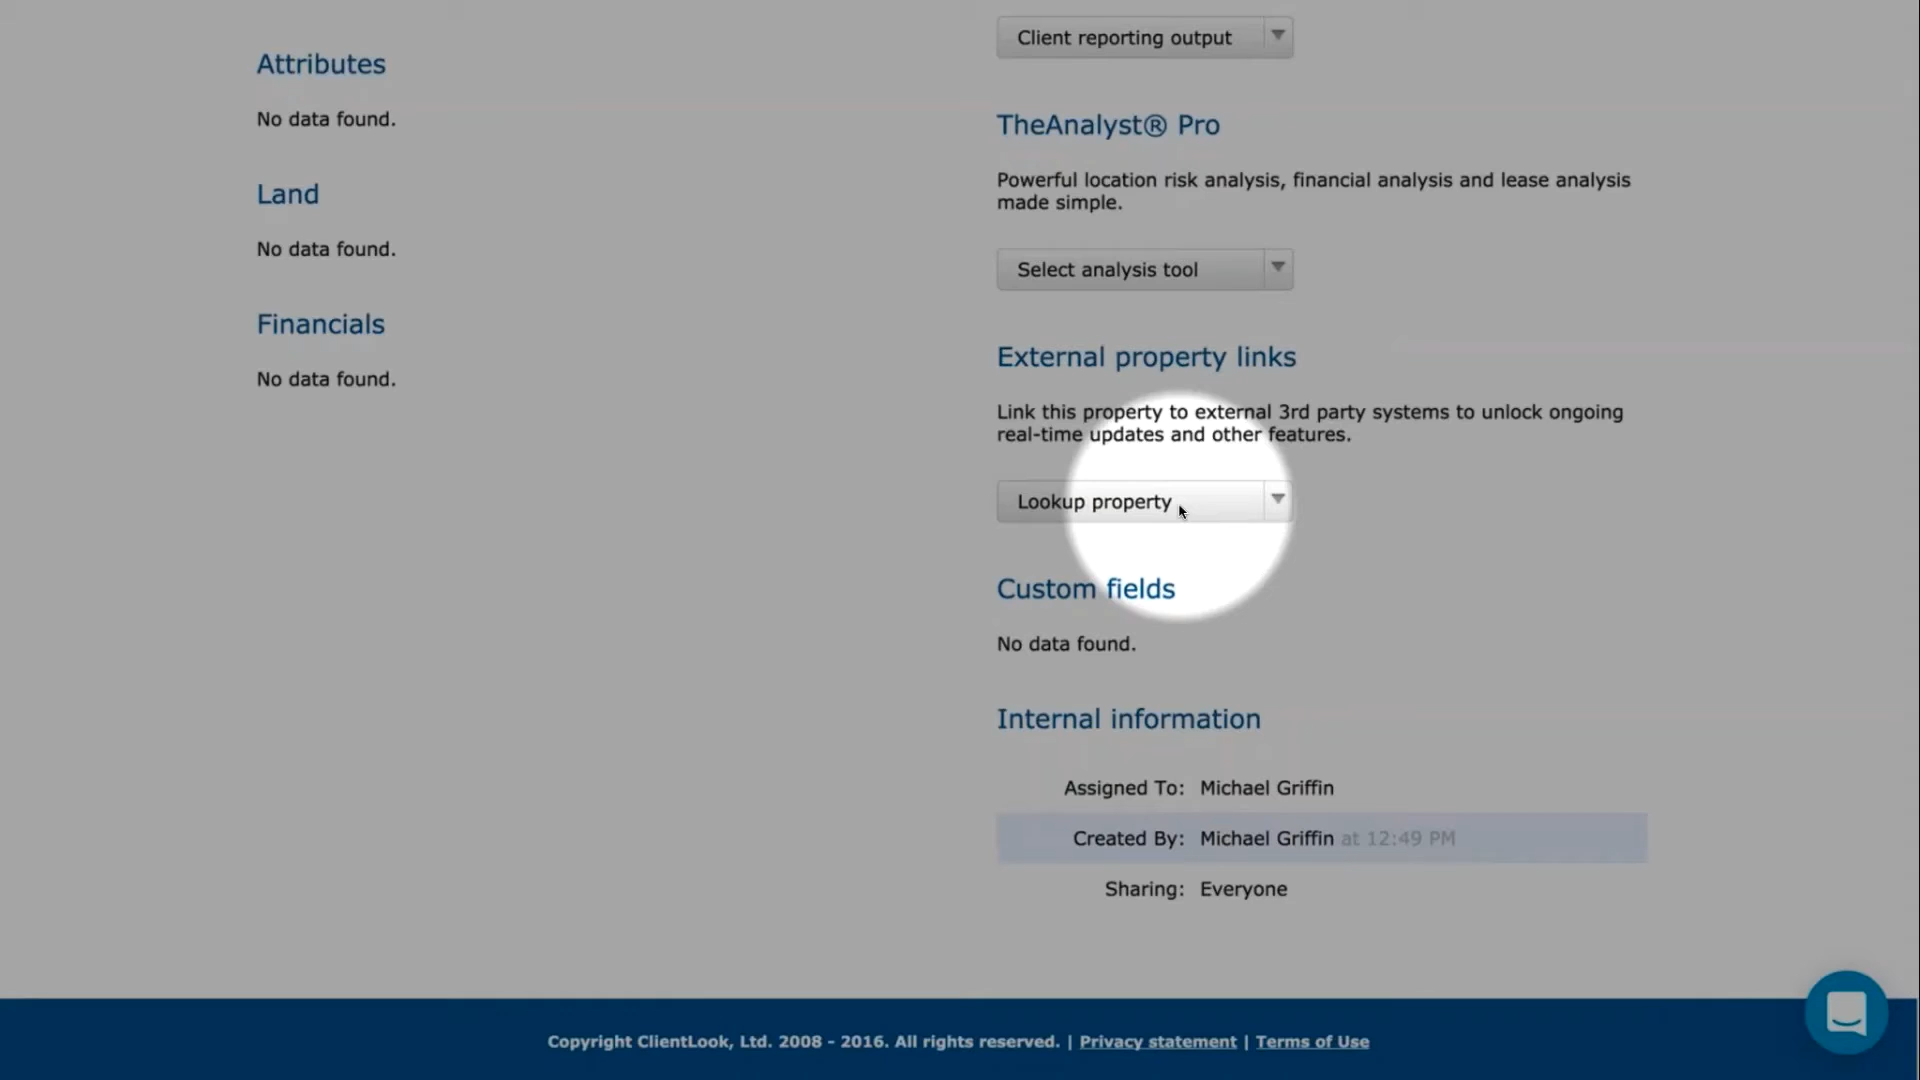 Attributes
No data found.
Land
No data found.
Financials
No data found.
Client reporting output
TheAnalyst® Pro
Powerful location risk analysis, financial analysis and lease analysis
made simple.
Select analysis tool
External property links
Link this property to external 3rd party systems to unlock ongoing
real-time updates and other features.
Lookup property
Custom fields
No data found.
Internal information
Assigned To: Michael Griffin
Created By: Michael Griffin at 12:49 PM
Sharing: Everyone
Copyright ClientLook, Ltd. 2008 - 2016. All rights reserved. | Privacy statement | Terms of Use